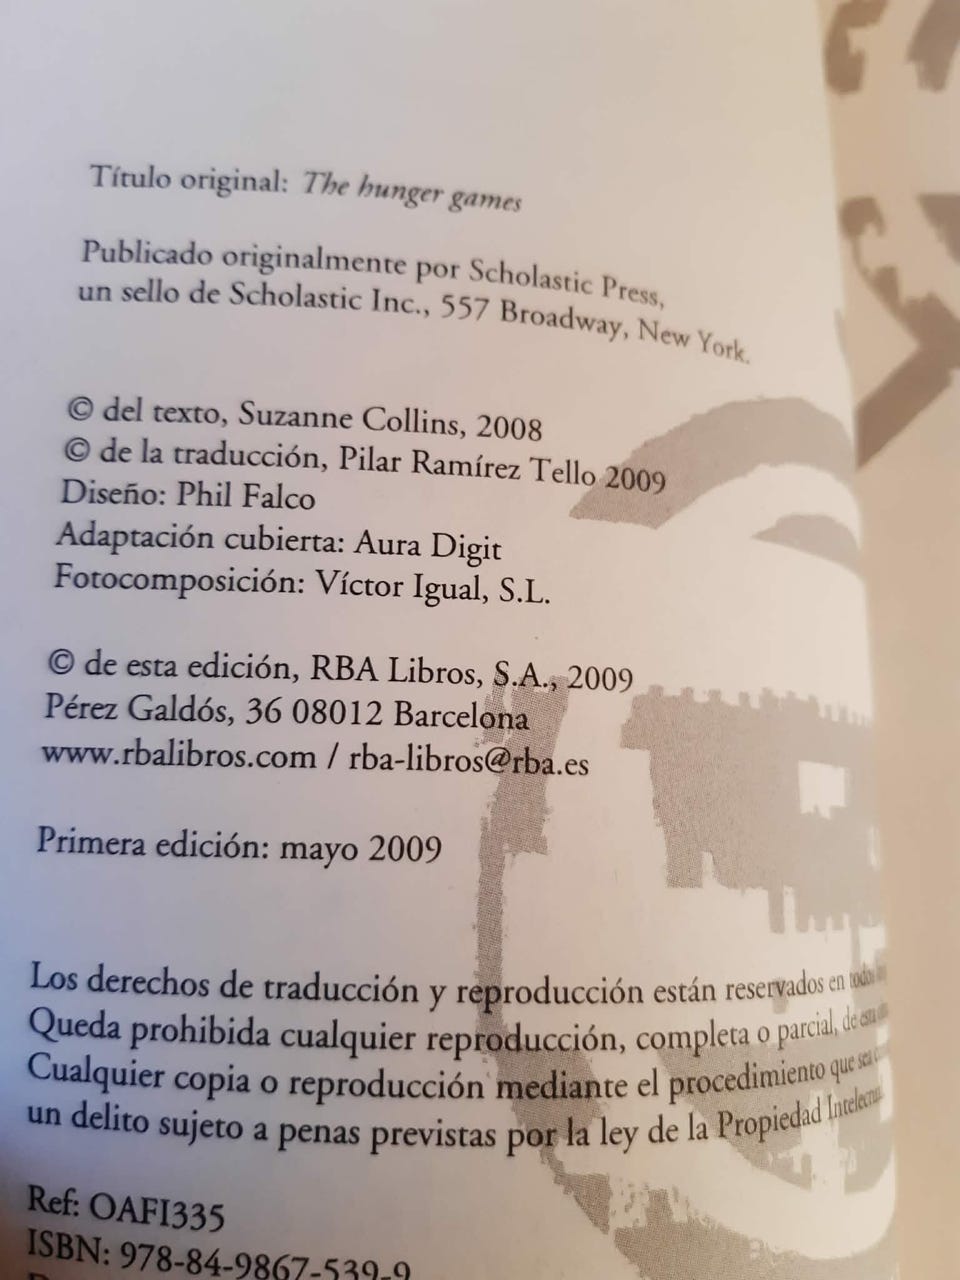 Título original: The hunger games
Publicado originalmente por Scholastic Press,
un sello de Scholastic Inc., 557 Broadway, New York.
© del texto, Suzanne Collins, 2008
© de la traducción, Pilar Ramírez Tello 2009
Diseño: Phil Falco
Adaptación cubierta: Aura Digit
Fotocomposición: Víctor Igual, S.L.
© de esta edición, RBA Libros, S.A., 2009
Pérez Galdós, 36 08012 Barcelona
www.rbalibros.com / rba-libros@rba.es
Primera edición: mayo 2009
Los derechos de traducción y reproducción están reservados en todos
Queda prohibida cualquier reproducción, completa o parcial, de esta
Cualquier copia o reproducción mediante el procedimiento que sea
un delito sujeto a penas previstas por la ley de la Propiedad
Ref: OAFI335
ISBN: 978-84-9867-539-9